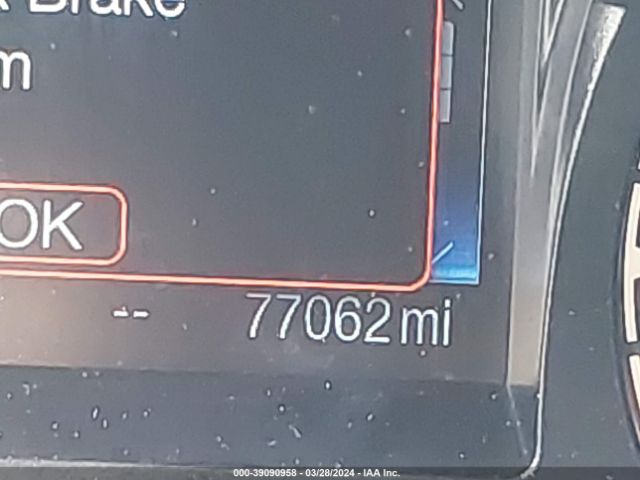 Brake
m
OK
-- 77062 mi
000-39090958 - 03/28/2024 - IAA Inc.